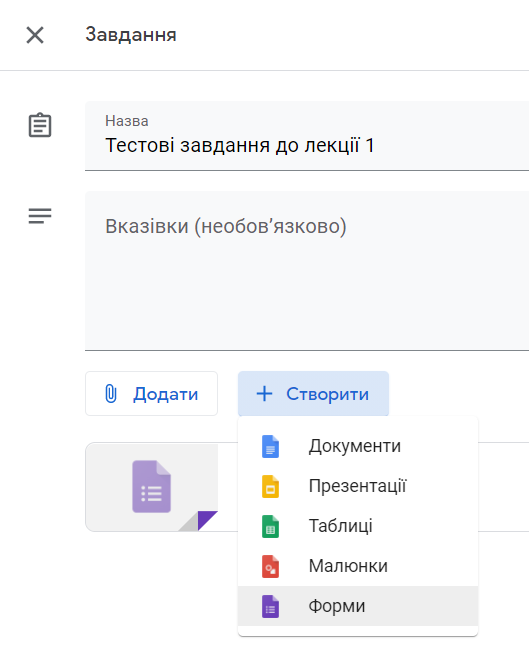 Завдання
Назва
Тестові завдання до лекції 1
Вказівки (необов’язково)
Додати
Створити
Документи
Презентації
Таблиці
Малюнки
Форми